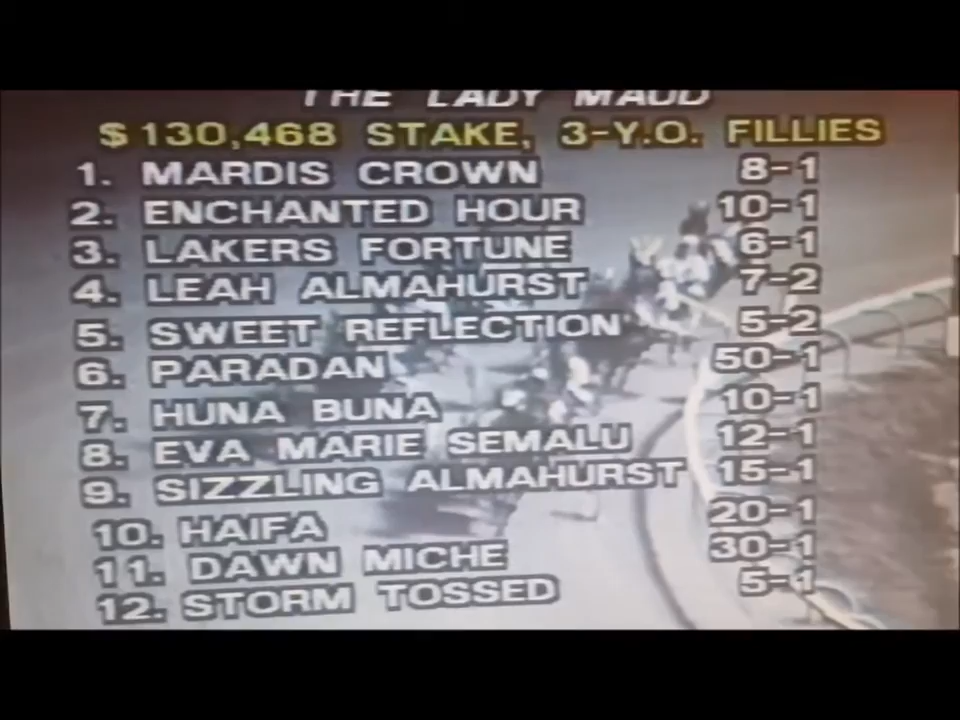 THE LADY MAUD
$130,468 STAKE, 3-Y.O. FILLIES
1. MARDIS CROWN 8-1
2. ENCHANTED HOUR 10-1
3. LAKERS FORTUNE 6-1
4. LEAH ALMAHURST 7-2
5. SWEET REFLECTION 5-2
6. PARADAN 50-1
7. HUNA BUNA 10-1
8. EVA MARIE SEMALU 12-1
9. SIZZLING ALMAHURST 15-1
10. HAIFA 20-1
11. DAWN MICHE 30-1
12. STORM TOSSED 5-1